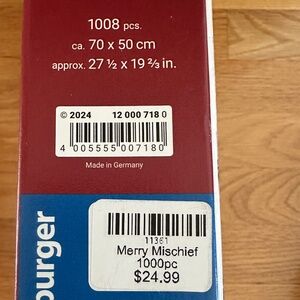 1008 pcs.
ca. 70 x 50 cm
approx. 27 ½ x 19 ⅔ in.
© 2024 12 000 718 0
4 005555 007180
Made in Germany
burger
11361
Merry Mischief
1000pc
$24.99